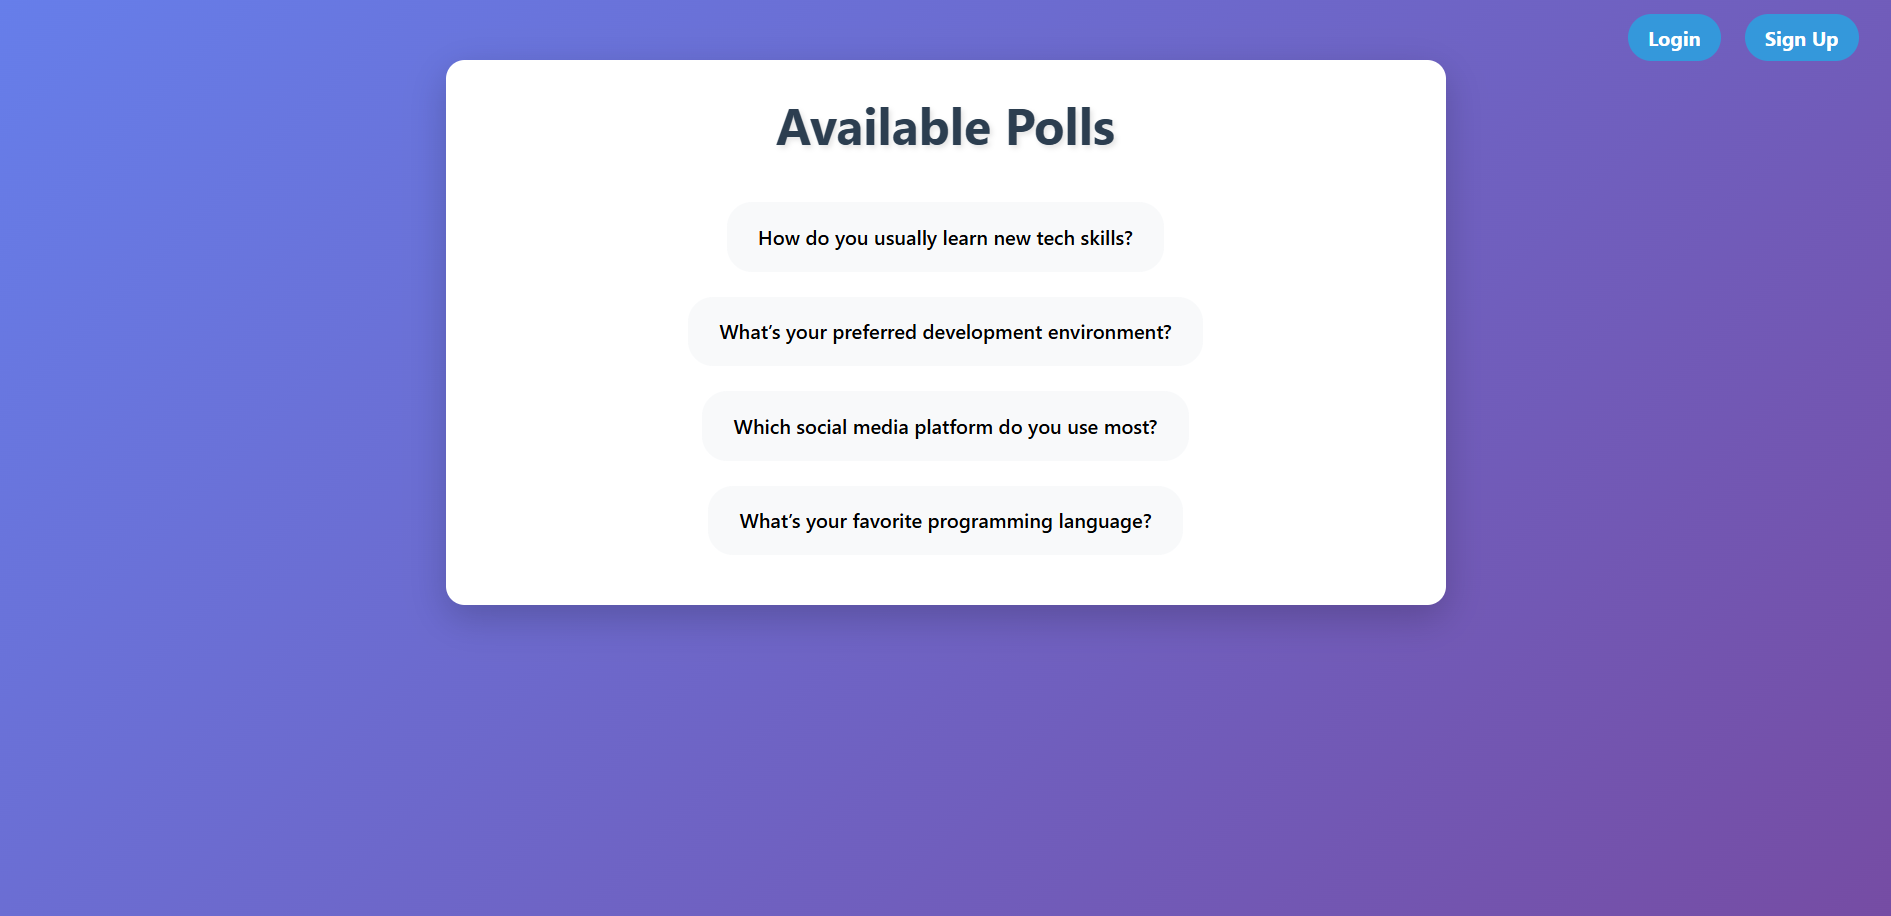 Login
Sign Up
Available Polls
How do you usually learn new tech skills?
What’s your preferred development environment?
Which social media platform do you use most?
What’s your favorite programming language?